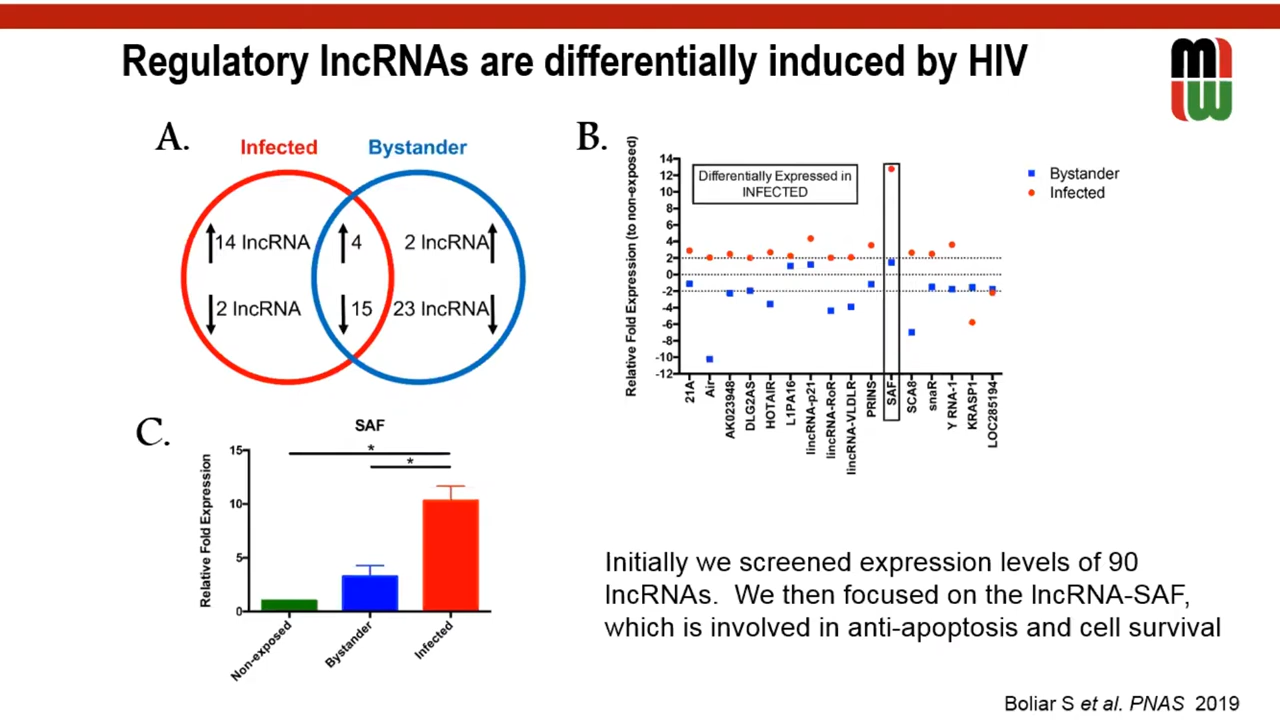 Regulatory lncRNAs are differentially induced by HIV
MIW
A.
Infected
Bystander
14 lncRNA
4
2 lncRNA
2 lncRNA
15
23 lncRNA
B.
Relative Fold Expression (to non-exposed)
14
12
10
8
6
4
2
0
-2
-4
-6
-8
-10
-12
Differentially Expressed in
INFECTED
Bystander
Infected
21A
Air
AK023948
DLG2AS
HOTAIR
L1PA16
lincRNA-p21
lincRNA-RoR
lincRNA-VLDLR
PRINS
SAF
SCA8
snaR
Y RNA-1
KRASP1
LOC285194
C.
SAF
Relative Fold Expression
15
10
5
0
*
*
Non-exposed
Bystander
Infected
Initially we screened expression levels of 90
lncRNAs. We then focused on the lncRNA-SAF,
which is involved in anti-apoptosis and cell survival
Boliar S et al. PNAS 2019